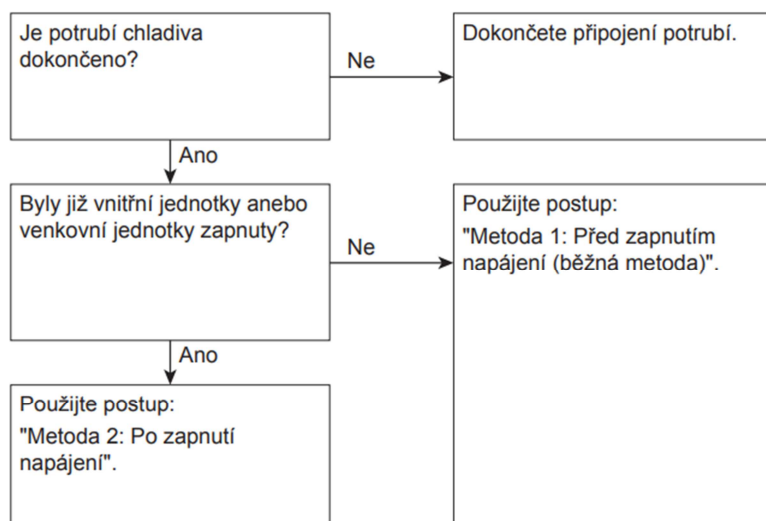 Je potrubí chladiva
dokončeno?
Ne
Dokončete připojení potrubí.
Ano
Byly již vnitřní jednotky anebo
venkovní jednotky zapnuty?
Ne
Použijte postup:
"Metoda 1: Před zapnutím
napájení (běžná metoda)".
Ano
Použijte postup:
"Metoda 2: Po zapnutí
napájení".